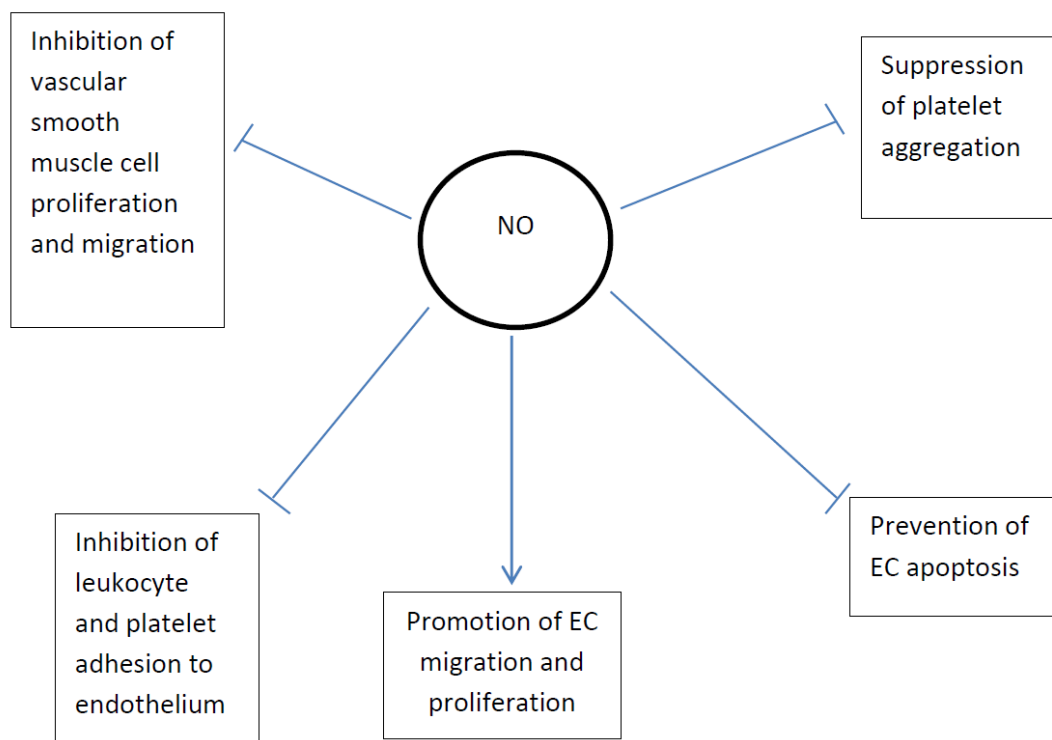 Inhibition of
vascular
smooth
muscle cell
proliferation
and migration
Suppression
of platelet
aggregation
NO
Inhibition of
leukocyte
and platelet
adhesion to
endothelium
Promotion of EC
migration and
proliferation
Prevention of
EC apoptosis